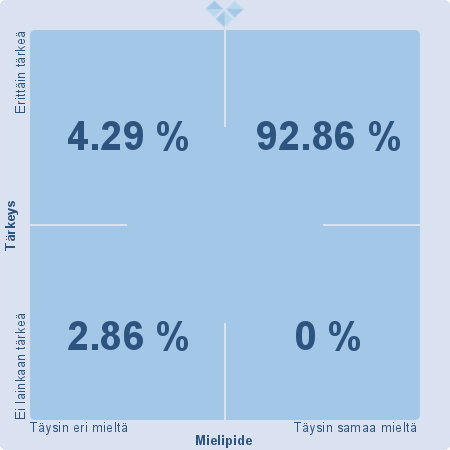 Erittäin tärkeä
4.29 %
92.86 %
Tärkeys
2.86 %
0 %
Ei lainkaan tärkeä
Täysin eri mieltä
Täysin samaa mieltä
Mielipide